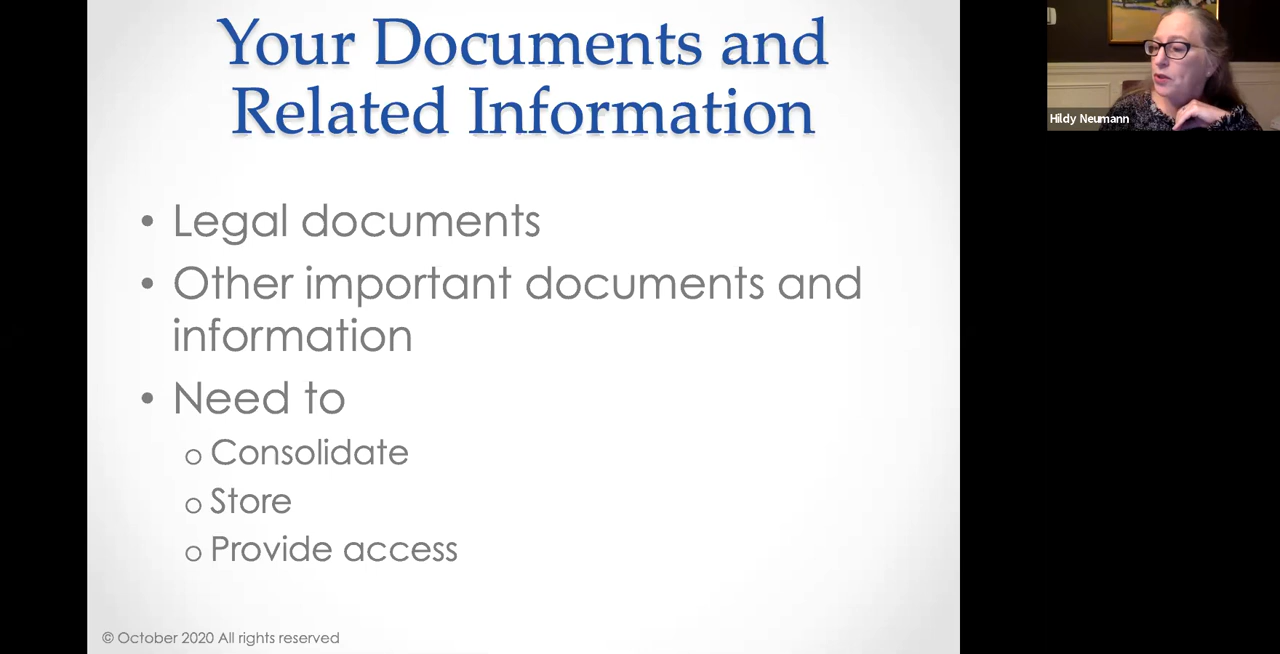 Your Documents and
Related Information
• Legal documents
• Other important documents and
information
• Need to
o Consolidate
o Store
o Provide access
© October 2020 All rights reserved
Hildy Neumann